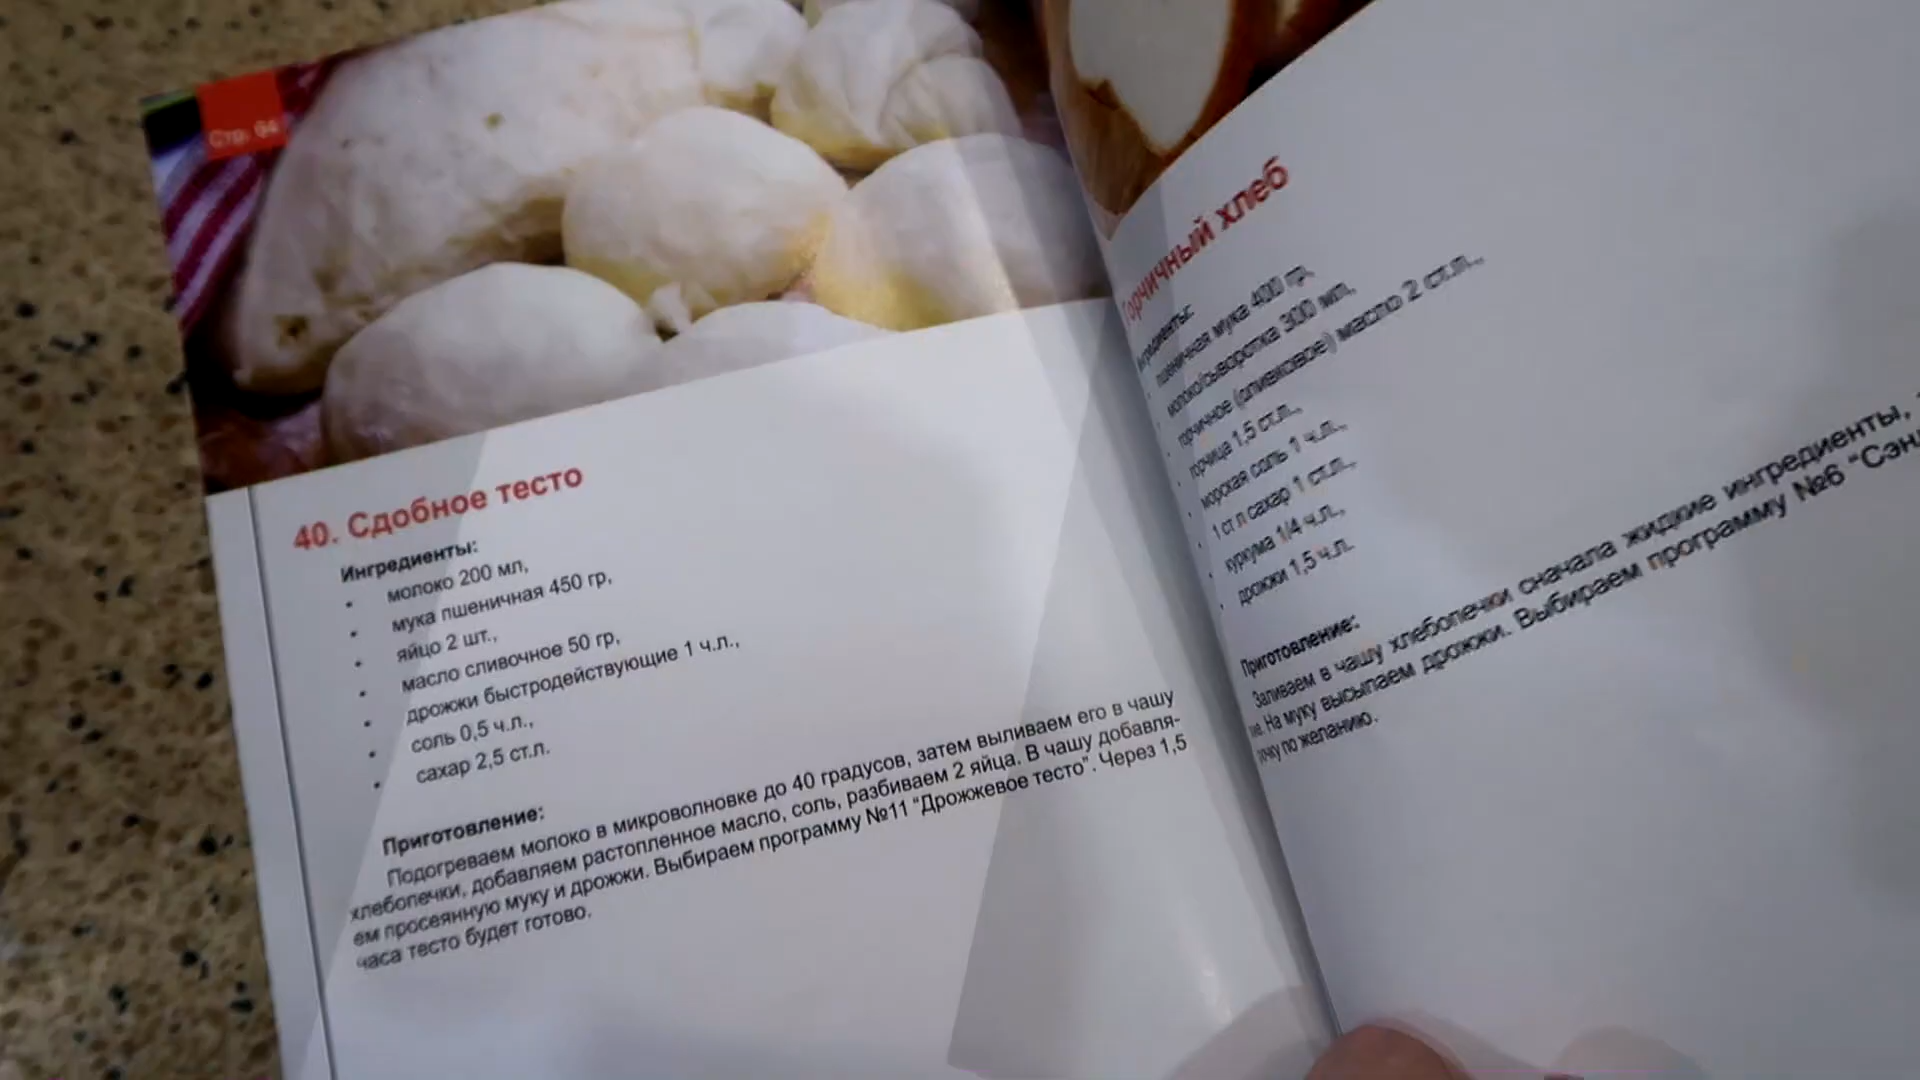 Стр. 64
40. Сдобное тесто
Ингредиенты:
• молоко 200 мл,
• мука пшеничная 450 гр,
• яйцо 2 шт.,
• масло сливочное 50 гр,
• дрожжи быстродействующие 1 ч.л.,
• соль 0,5 ч.л.,
• сахар 2,5 ст.л.
Приготовление:
Подогреваем молоко в микроволновке до 40 градусов, затем выливаем его в чашу
хлебопечки, добавляем растопленное масло, соль, разбиваем 2 яйца. В чашу добавля-
ем просеянную муку и дрожжи. Выбираем программу №11 “Дрожжевое тесто”. Через 1,5
часа тесто будет готово.
Горчичный хлеб
Ингредиенты:
• пшеничная мука 400 гр,
• молоко/сыворотка 300 мл,
• горчичное (оливковое) масло 2 ст.л.,
• горчица 1,5 ст.л.,
• морская соль 1 ч.л.,
• 1 ст л сахар 1 ст.л.,
• куркума 1/4 ч.л.,
• дрожжи 1,5 ч.л.
Приготовление:
Заливаем в чашу хлебопечки сначала жидкие ингредиенты,
На муку высыпаем дрожжи. Выбираем программу №6 “Сэн
по желанию.